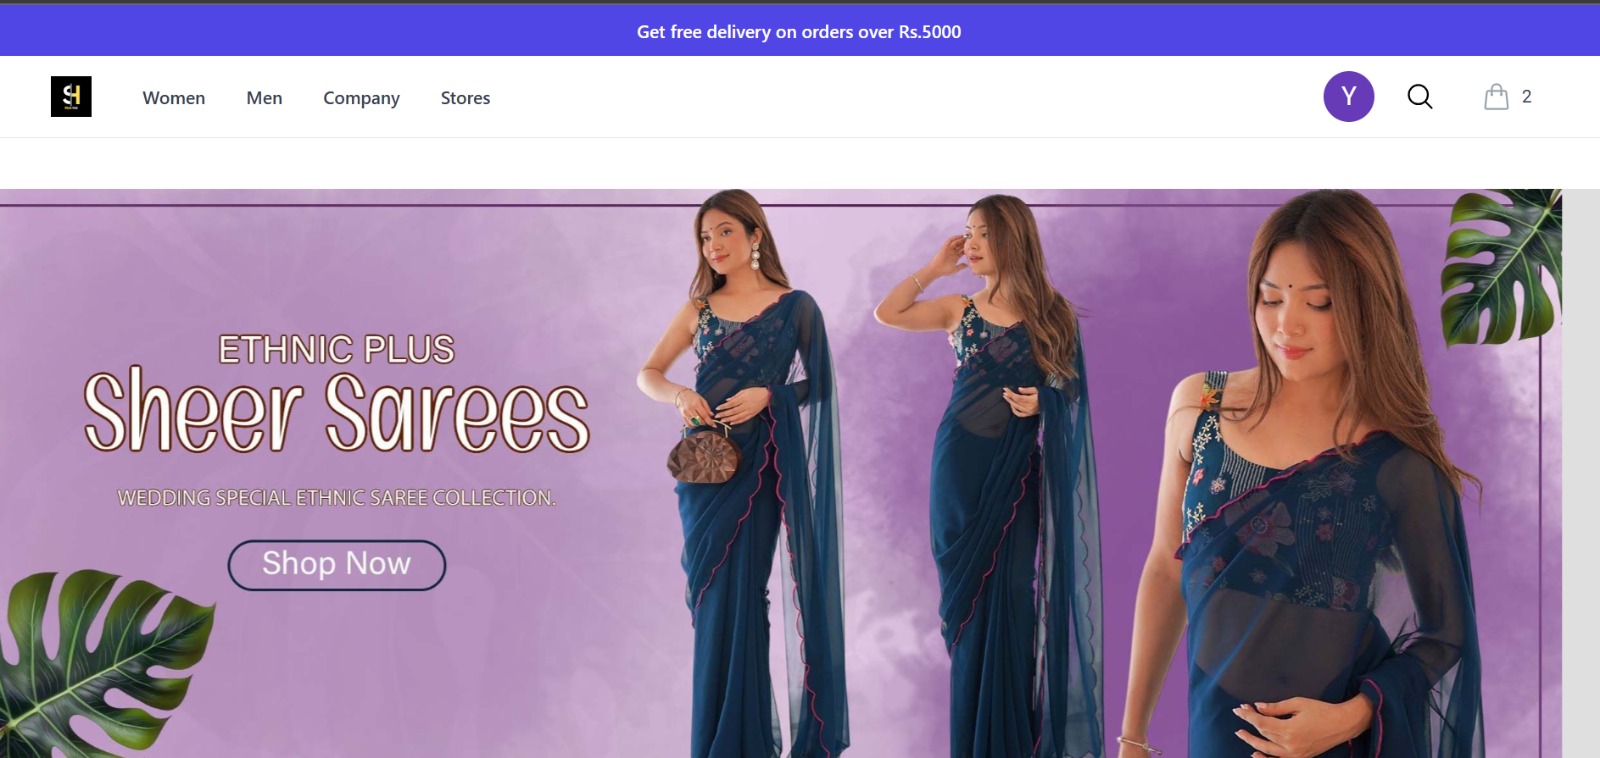 Get free delivery on orders over Rs.5000
SH
Women
Men
Company
Stores
Y
2
ETHNIC PLUS
Sheer Sarees
WEDDING SPECIAL ETHNIC SAREE COLLECTION.
Shop Now